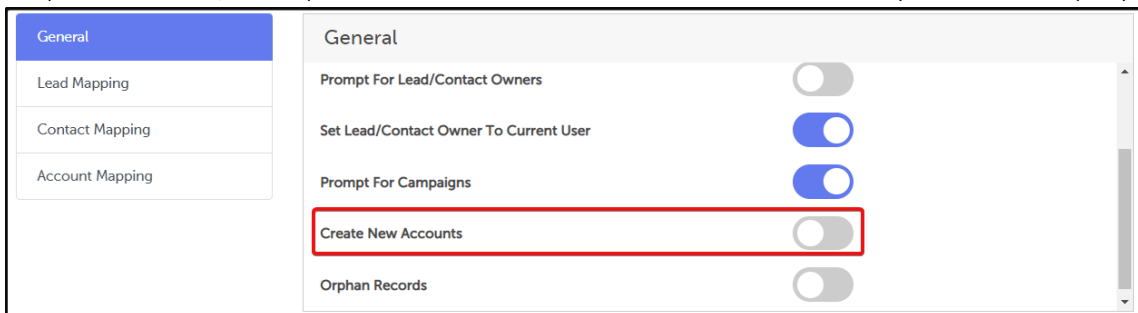 General
Lead Mapping
Contact Mapping
Account Mapping
General
Prompt For Lead/Contact Owners
Set Lead/Contact Owner To Current User
Prompt For Campaigns
Create New Accounts
Orphan Records